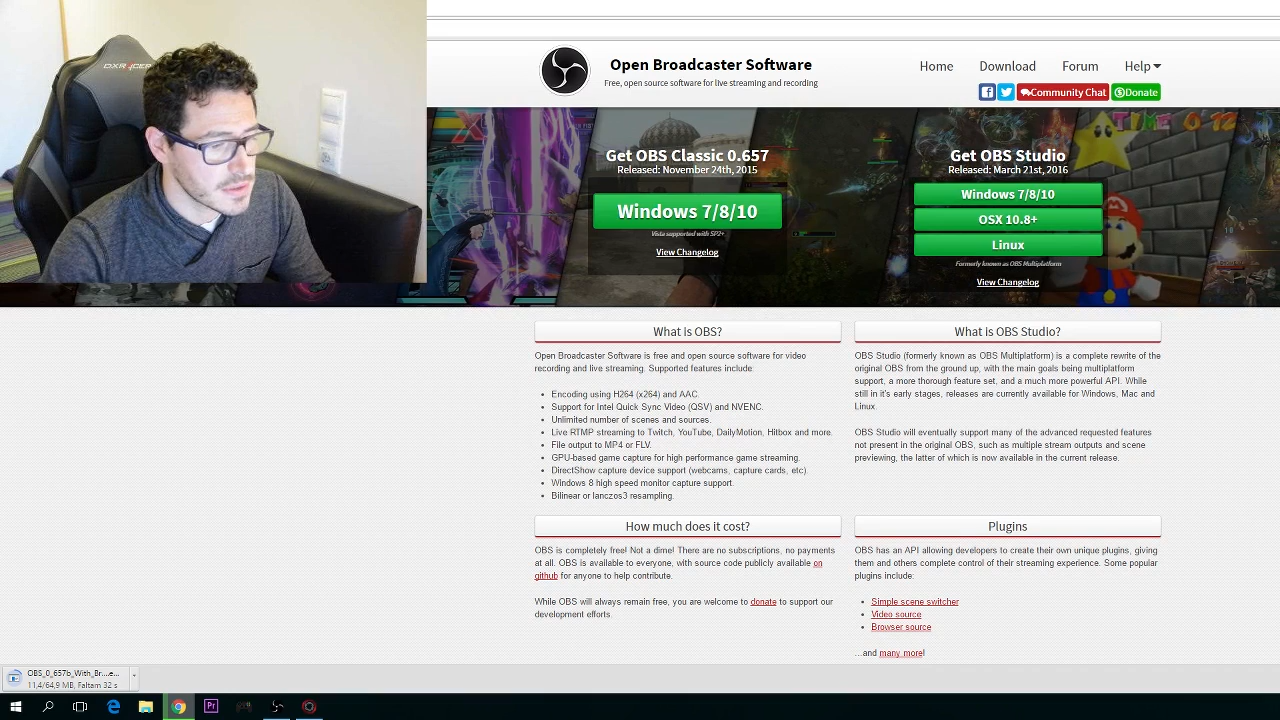 DXRACER
Open Broadcaster Software
Free, open source software for live streaming and recording
Home
Download
Forum
Help
Community Chat
Donate
TIME 0 12
Get OBS Classic 0.657
Released: November 24th, 2015
Windows 7/8/10
Vista supported with SP2+
View Changelog
Get OBS Studio
Released: March 21st, 2016
Windows 7/8/10
OSX 10.8+
Linux
Formerly known as OBS Multiplatform
View Changelog
What is OBS?
Open Broadcaster Software is free and open source software for video
recording and live streaming. Supported features include:
• Encoding using H264 (x264) and AAC.
• Support for Intel Quick Sync Video (QSV) and NVENC.
• Unlimited number of scenes and sources.
• Live RTMP streaming to Twitch, YouTube, DailyMotion, Hitbox and more.
• File output to MP4 or FLV.
• GPU-based game capture for high performance game streaming.
• DirectShow capture device support (webcams, capture cards, etc).
• Windows 8 high speed monitor capture support.
• Bilinear or lanczos3 resampling.
What is OBS Studio?
OBS Studio (formerly known as OBS Multiplatform) is a complete rewrite of the
original OBS from the ground up, with the main goals being multiplatform
support, a more thorough feature set, and a much more powerful API. While
still in it's early stages, releases are currently available for Windows, Mac and
Linux.
OBS Studio will eventually support many of the advanced requested features
not present in the original OBS, such as multiple stream outputs and scene
previewing, the latter of which is now available in the current release.
How much does it cost?
OBS is completely free! Not a dime! There are no subscriptions, no payments
at all. OBS is available to everyone, with source code publicly available on
github for anyone to help contribute.
While OBS will always remain free, you are welcome to donate to support our
development efforts.
Plugins
OBS has an API allowing developers to create their own unique plugins, giving
them and others complete control of their streaming experience. Some popular
plugins include:
• Simple scene switcher
• Video source
• Browser source
...and many more!
OBS_0_657b_With_Br....e...
11,4/64,9 MB, Faltam 32 s
Pr